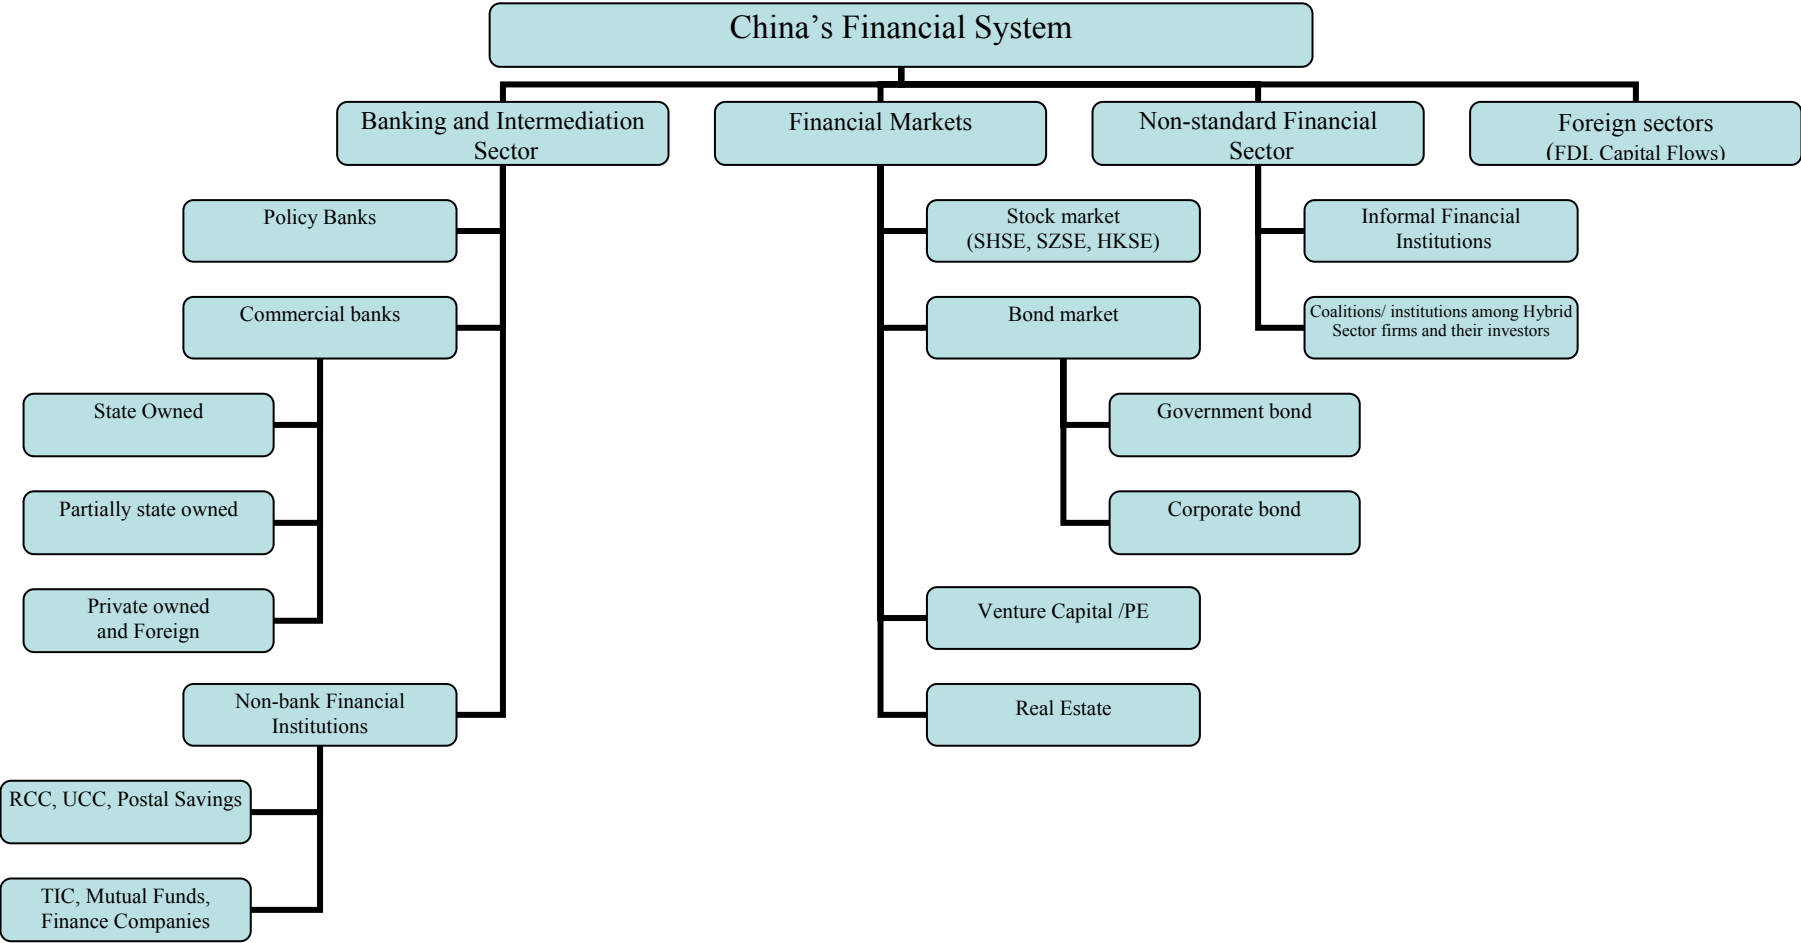 China’s Financial System
Banking and Intermediation
Sector
Financial Markets
Non-standard Financial
Sector
Foreign sectors
(FDI, Capital Flows)
Policy Banks
Stock market
(SHSE, SZSE, HKSE)
Informal Financial
Institutions
Commercial banks
Bond market
Coalitions/ institutions among Hybrid
Sector firms and their investors
State Owned
Government bond
Partially state owned
Corporate bond
Private owned
and Foreign
Venture Capital /PE
Non-bank Financial
Institutions
Real Estate
RCC, UCC, Postal Savings
TIC, Mutual Funds,
Finance Companies